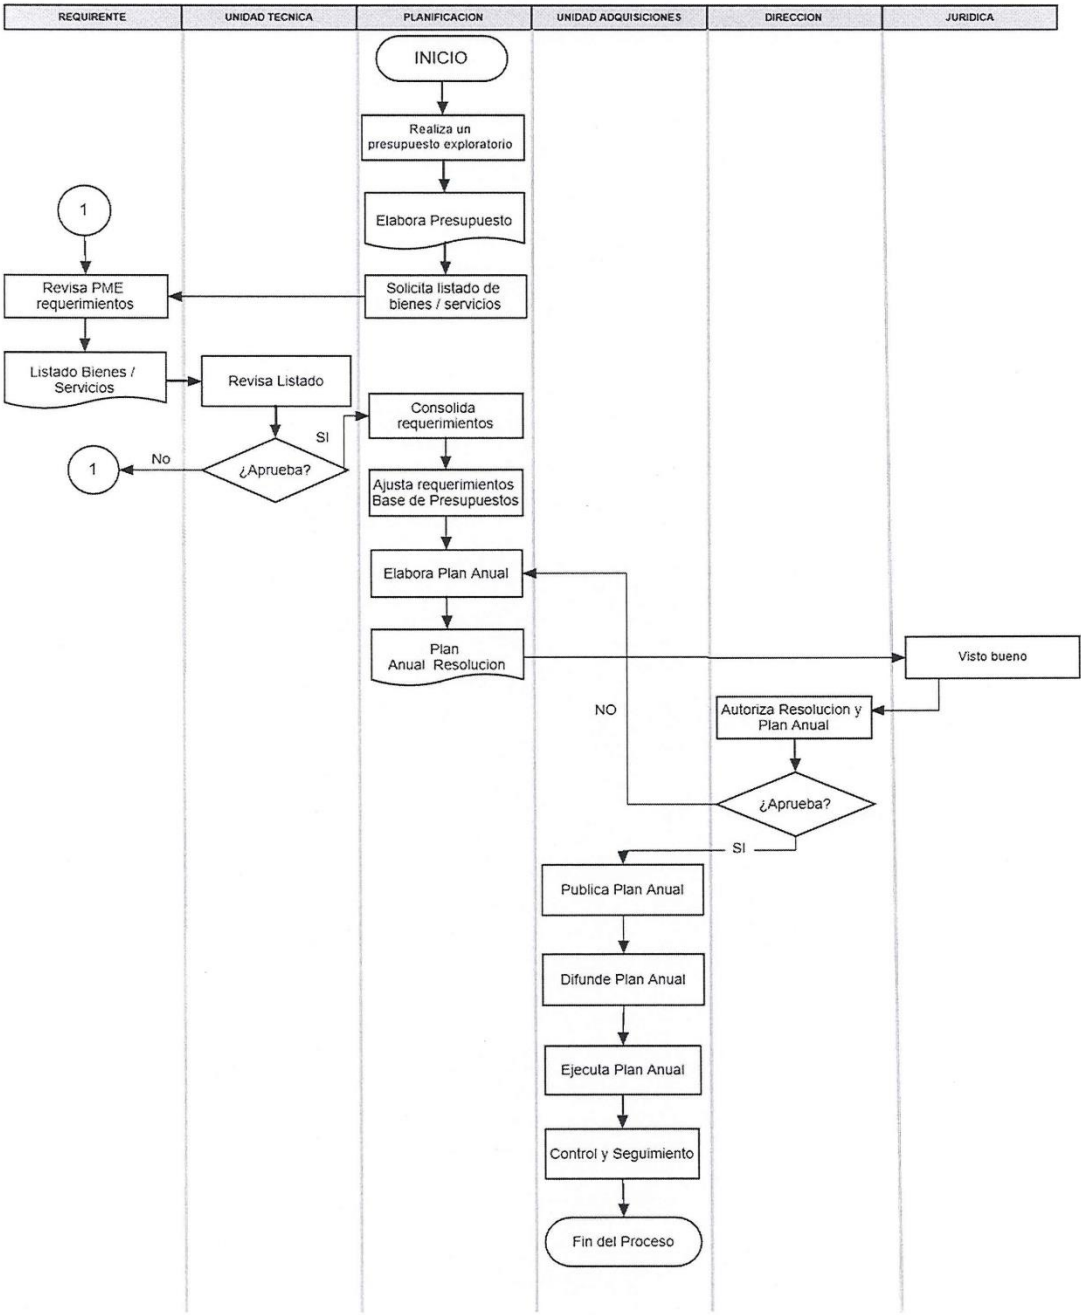 REQUIRENTE
UNIDAD TECNICA
PLANIFICACION
UNIDAD ADQUISICIONES
DIRECCION
JURIDICA
INICIO
Realiza un
presupuesto exploratorio
1
Elabora Presupuesto
Revisa PME
requerimientos
Solicita listado de
bienes / servicios
Listado Bienes /
Servicios
Revisa Listado
Consolida
requerimientos
SI
1
No
¿Aprueba?
Ajusta requerimientos
Base de Presupuestos
Elabora Plan Anual
Plan
Anual Resolucion
Visto bueno
NO
Autoriza Resolucion y
Plan Anual
¿Aprueba?
SI
Publica Plan Anual
Difunde Plan Anual
Ejecuta Plan Anual
Control y Seguimiento
Fin del Proceso